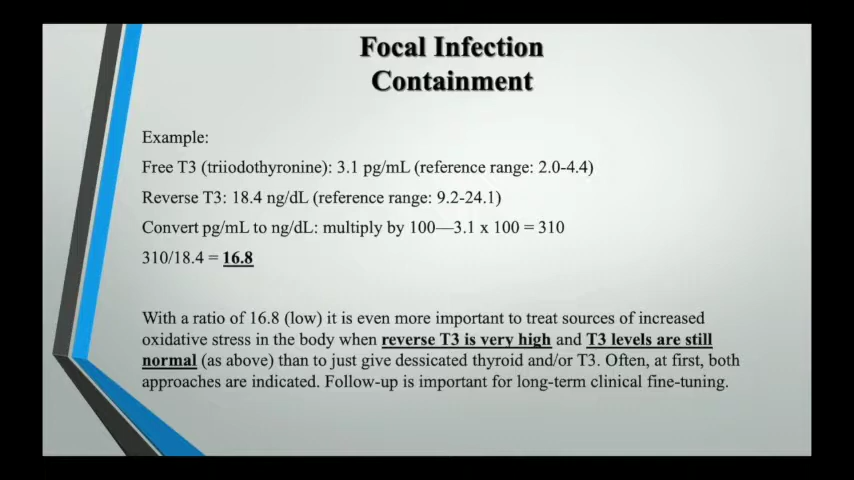 Focal Infection
Containment
Example:
Free T3 (triiodothyronine): 3.1 pg/mL (reference range: 2.0-4.4)
Reverse T3: 18.4 ng/dL (reference range: 9.2-24.1)
Convert pg/mL to ng/dL: multiply by 100—3.1 x 100 = 310
310/18.4 = 16.8
With a ratio of 16.8 (low) it is even more important to treat sources of increased
oxidative stress in the body when reverse T3 is very high and T3 levels are still
normal (as above) than to just give dessicated thyroid and/or T3. Often, at first, both
approaches are indicated. Follow-up is important for long-term clinical fine-tuning.